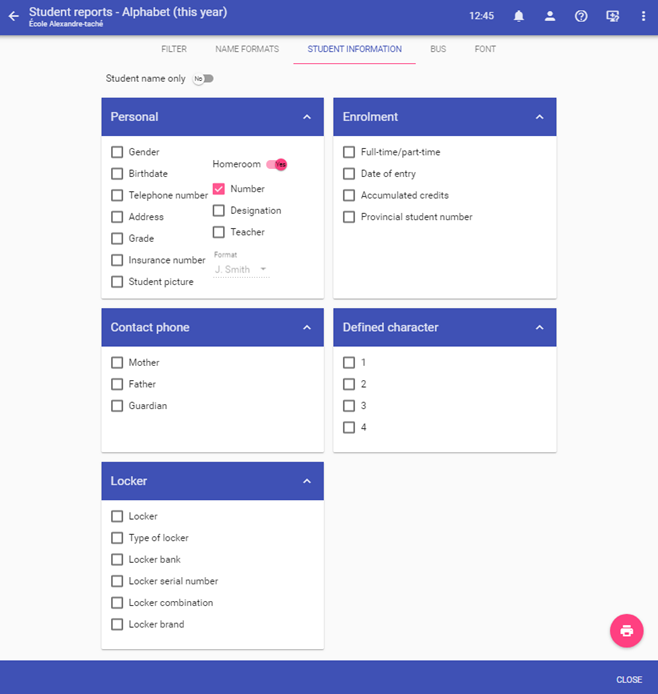 Student reports - Alphabet (this year)
École Alexandre-taché
12:45
FILTER
NAME FORMATS
STUDENT INFORMATION
BUS
FONT
Student name only
No
Personal
Gender
Birthdate
Telephone number
Address
Grade
Insurance number
Student picture
Homeroom
Yes
Number
Designation
Teacher
Format
J. Smith
Enrolment
Full-time/part-time
Date of entry
Accumulated credits
Provincial student number
Contact phone
Mother
Father
Guardian
Defined character
1
2
3
4
Locker
Locker
Type of locker
Locker bank
Locker serial number
Locker combination
Locker brand
CLOSE